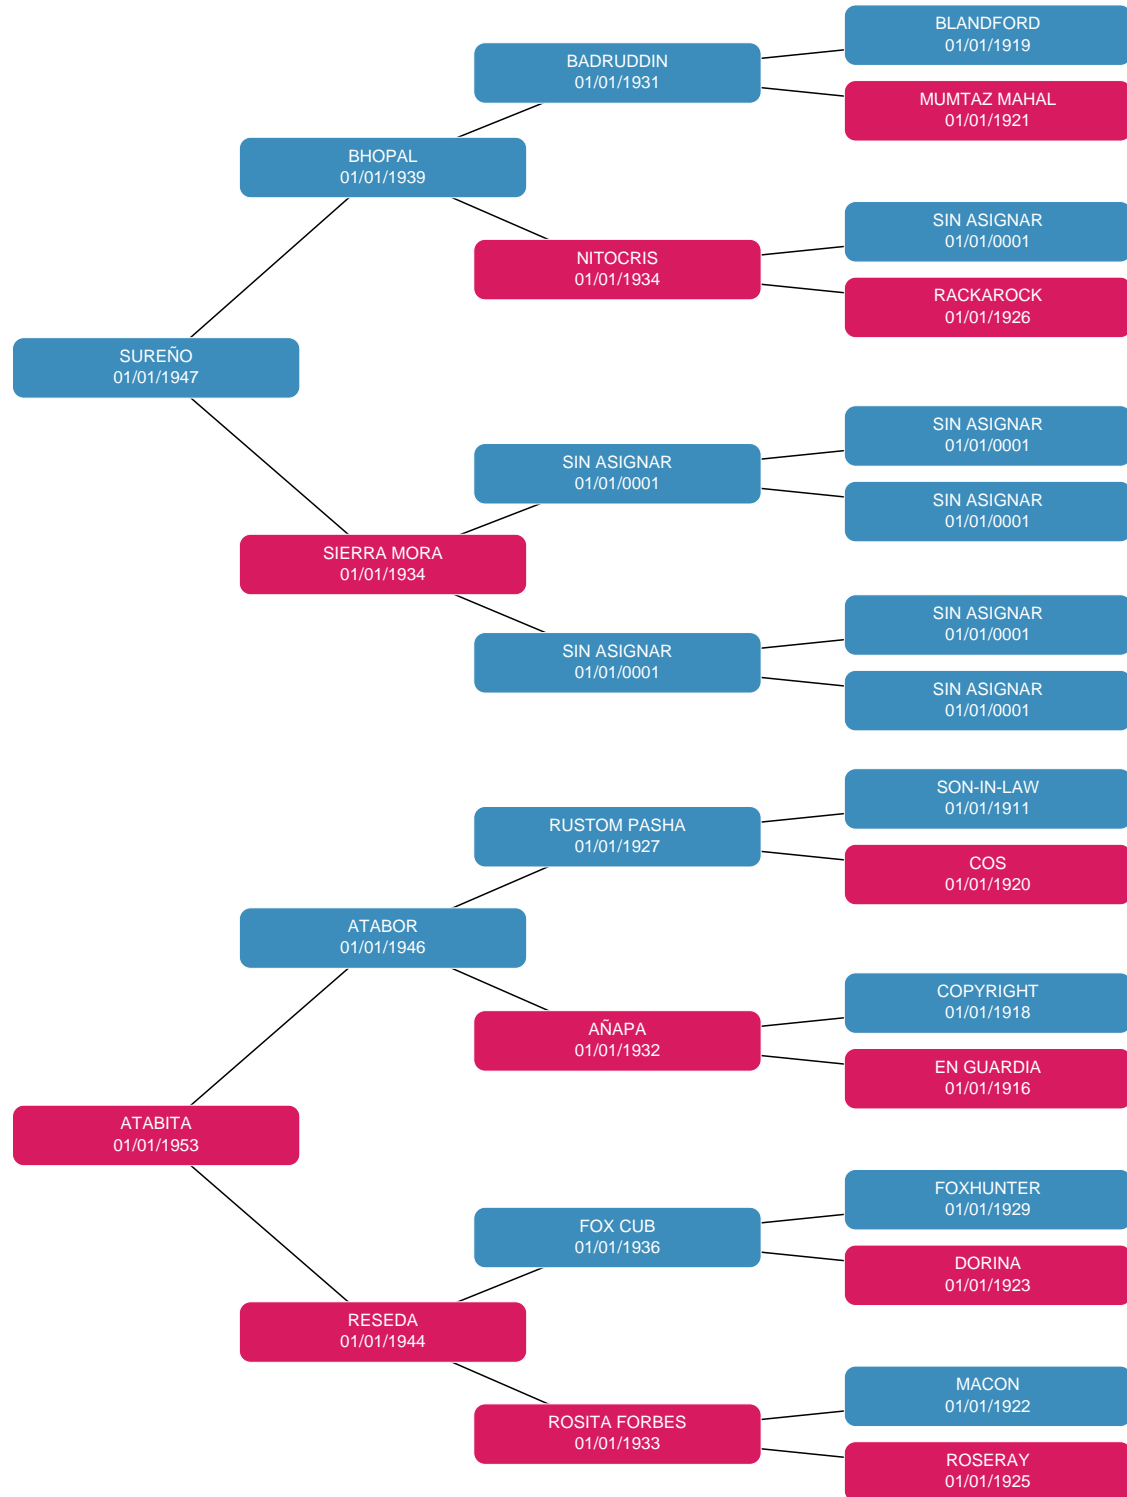 BLANDFORD
01/01/1919
BADRUDDIN
01/01/1931
MUMTAZ MAHAL
01/01/1921
BHOPAL
01/01/1939
SIN ASIGNAR
01/01/0001
NITOCRIS
01/01/1934
RACKAROCK
01/01/1926
SUREÑO
01/01/1947
SIN ASIGNAR
01/01/0001
SIN ASIGNAR
01/01/0001
SIN ASIGNAR
01/01/0001
SIERRA MORA
01/01/1934
SIN ASIGNAR
01/01/0001
SIN ASIGNAR
01/01/0001
SIN ASIGNAR
01/01/0001
SON-IN-LAW
01/01/1911
RUSTOM PASHA
01/01/1927
COS
01/01/1920
ATABOR
01/01/1946
COPYRIGHT
01/01/1918
AÑAPA
01/01/1932
EN GUARDIA
01/01/1916
ATABITA
01/01/1953
FOXHUNTER
01/01/1929
FOX CUB
01/01/1936
DORINA
01/01/1923
RESEDA
01/01/1944
MACON
01/01/1922
ROSITA FORBES
01/01/1933
ROSERAY
01/01/1925